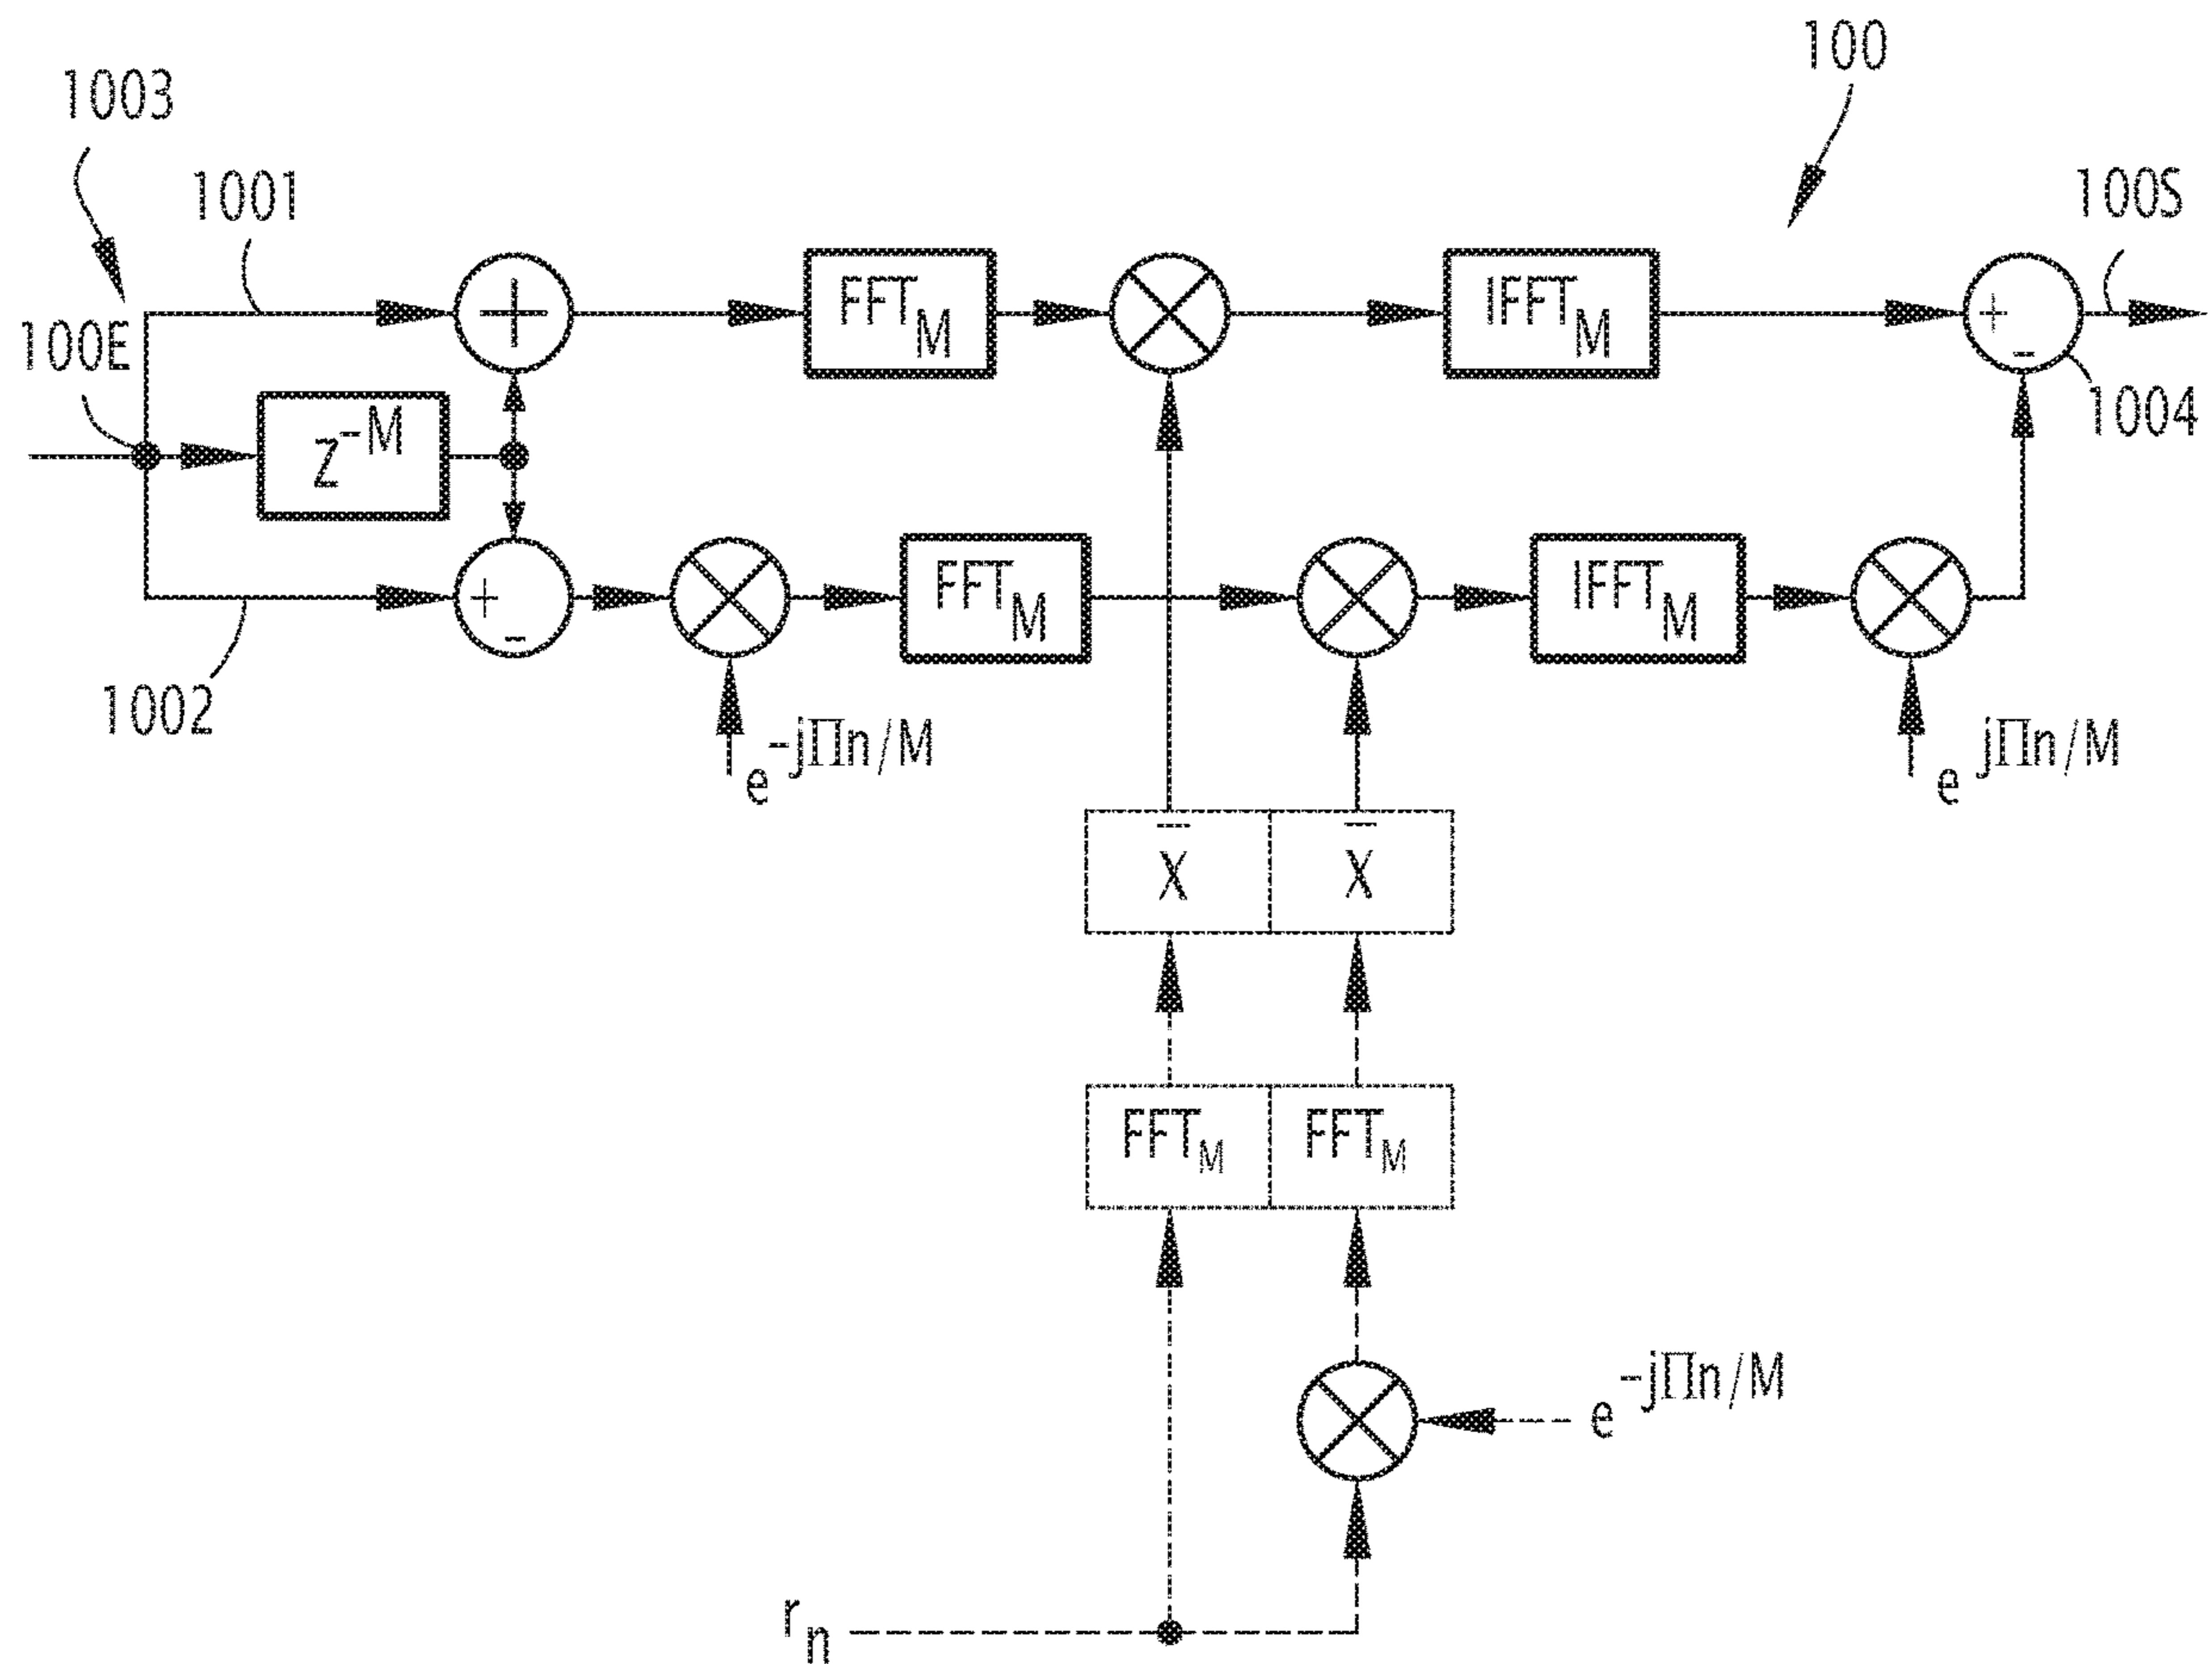 100
1003
1001
100S
100E
+
FFT_M
IFFT_M
+
-
1004
Z^-M
+
-
FFT_M
IFFT_M
1002
e^-jΠn/M
e^jΠn/M
X̅ X̅
FFT_M FFT_M
e^-jΠn/M
r_n